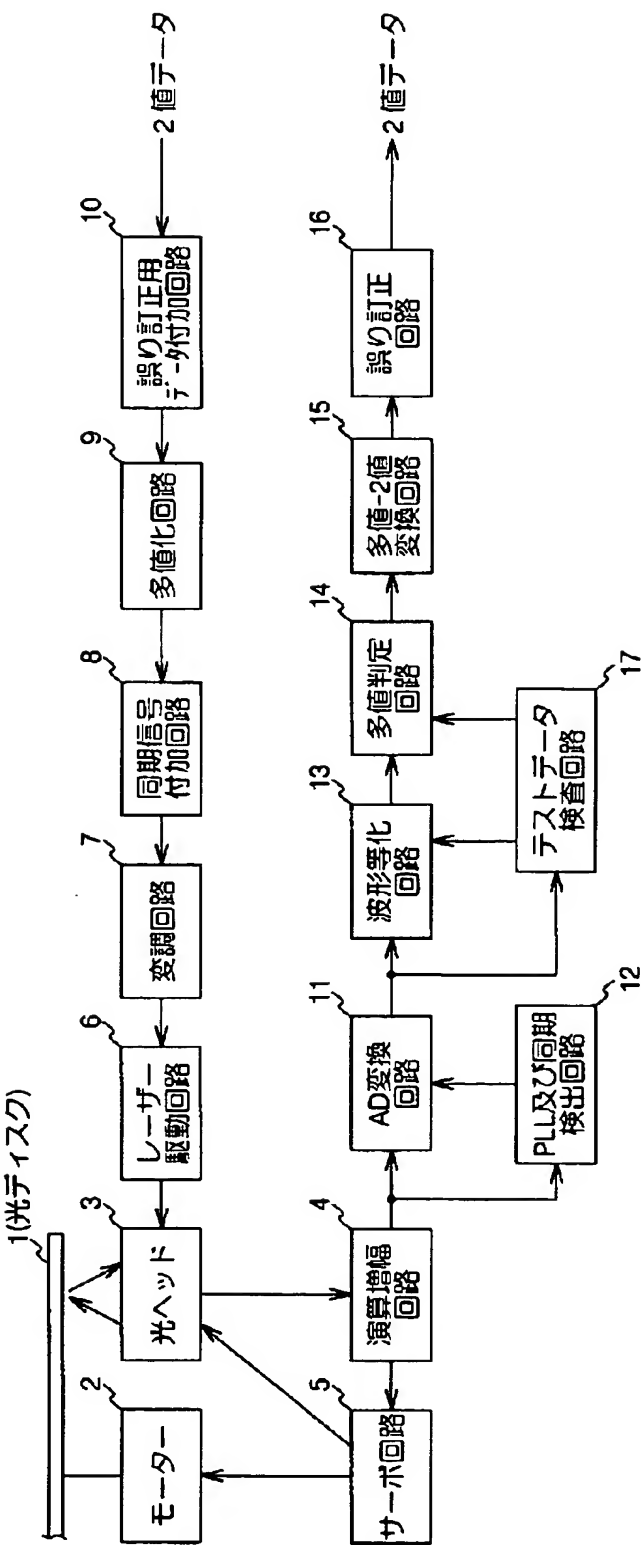 1(光ディスク)
2
モーター
3
光ヘッド
6
レーザー
駆動回路
7
変調回路
8
同期信号
付加回路
9
多値化回路
10
誤り訂正用
データ付加回路
2値データ
5
サーボ回路
4
演算増幅
回路
11
AD変換
回路
12
PLL及び同期
検出回路
13
波形等化
回路
14
多値判定
回路
15
多値-2値
変換回路
16
誤り訂正
回路
2値データ
17
テストデータ
検査回路